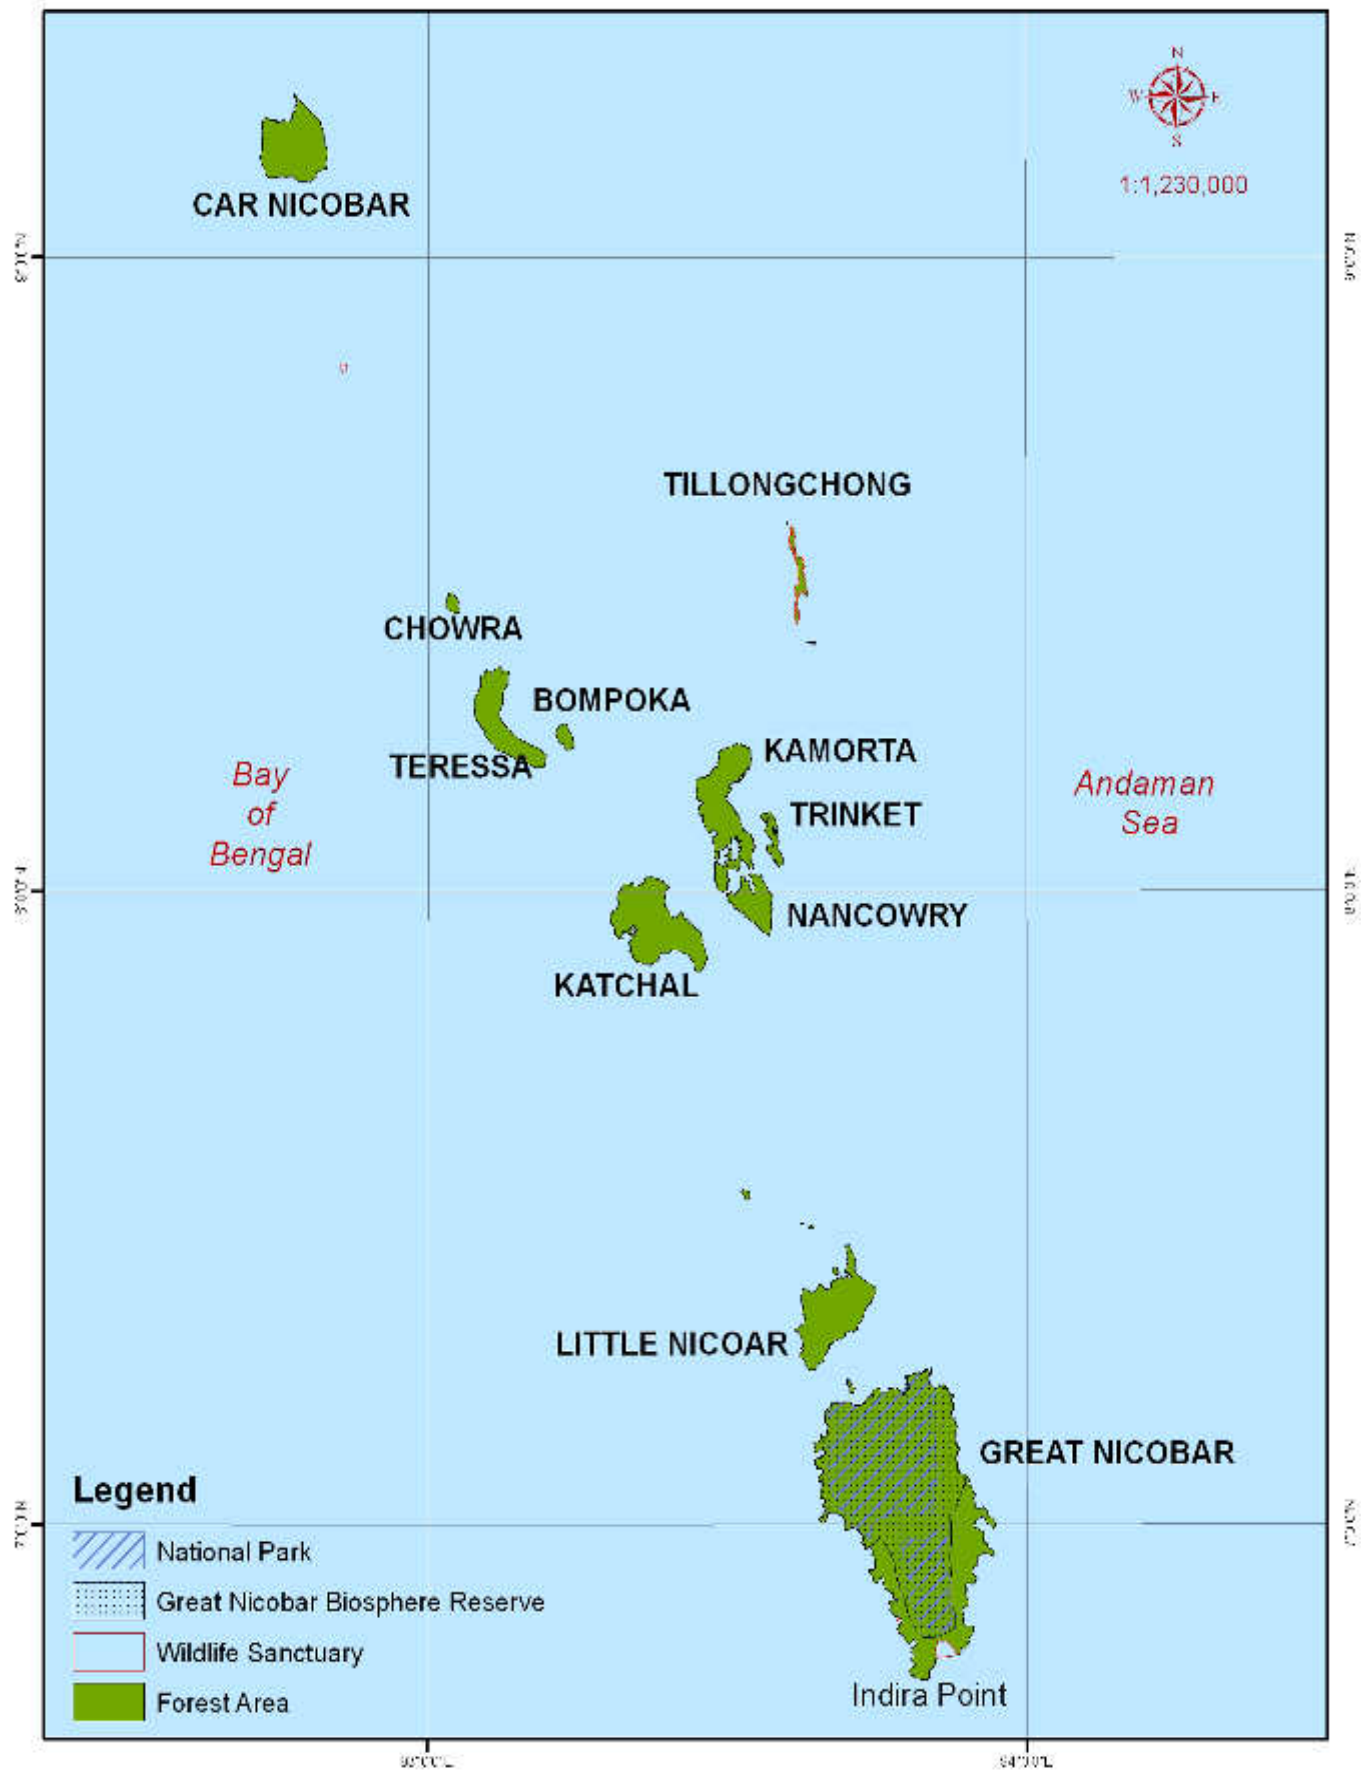 N
W E
S
1:1,230,000
CAR NICOBAR
TILLONGCHONG
CHOWRA
BOMPOKA
TERESSA
KAMORTA
TRINKET
Bay
of
Bengal
Andaman
Sea
NANCOWRY
KATCHAL
LITTLE NICOAR
GREAT NICOBAR
Indira Point
Legend
National Park
Great Nicobar Biosphere Reserve
Wildlife Sanctuary
Forest Area